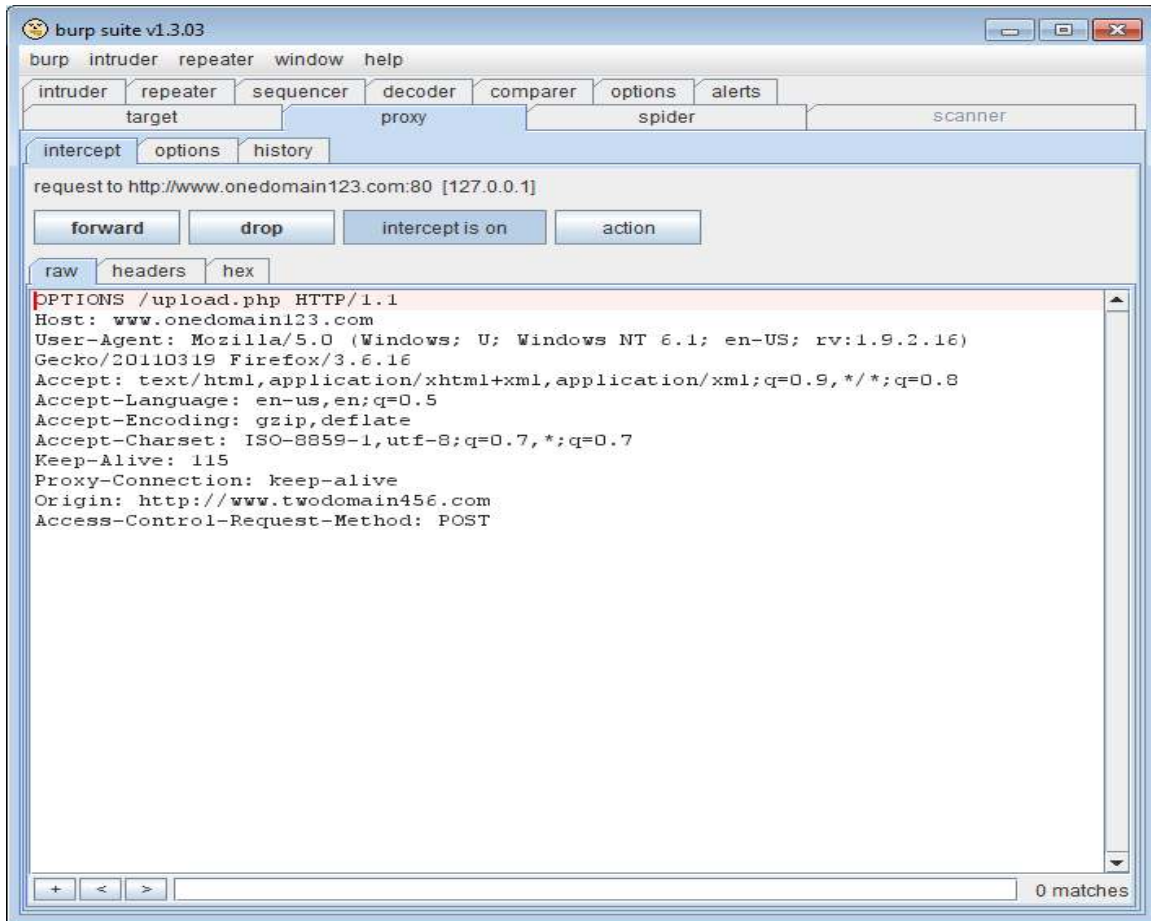 burp suite v1.3.03
burp intruder repeater window help
intruder repeater sequencer decoder comparer options alerts
target proxy spider scanner
intercept options history
request to http://www.onedomain123.com:80 [127.0.0.1]
forward drop intercept is on action
raw headers hex
OPTIONS /upload.php HTTP/1.1
Host: www.onedomain123.com
User-Agent: Mozilla/5.0 (Windows; U; Windows NT 6.1; en-US; rv:1.9.2.16)
Gecko/20110319 Firefox/3.6.16
Accept: text/html,application/xhtml+xml,application/xml;q=0.9,*/*;q=0.8
Accept-Language: en-us,en;q=0.5
Accept-Encoding: gzip,deflate
Accept-Charset: ISO-8859-1,utf-8;q=0.7,*;q=0.7
Keep-Alive: 115
Proxy-Connection: keep-alive
Origin: http://www.twodomain456.com
Access-Control-Request-Method: POST
+ < > 0 matches